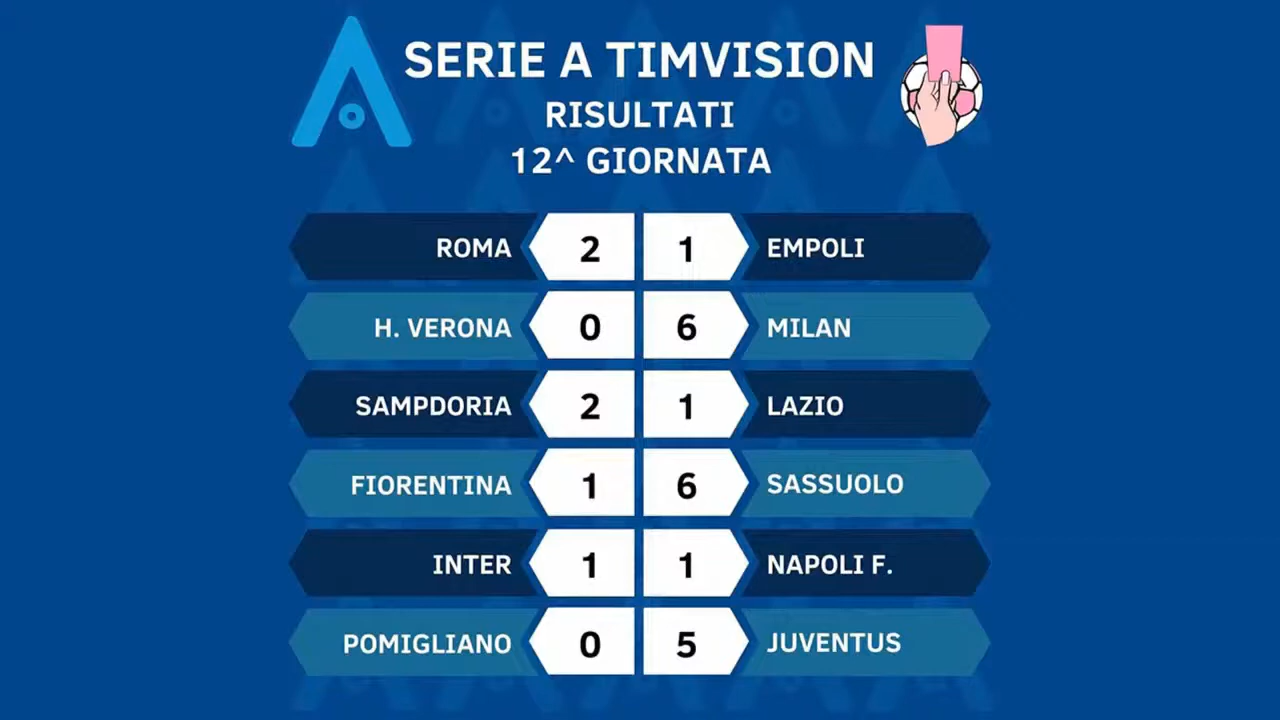 SERIE A TIMVISION
RISULTATI
12^ GIORNATA
ROMA 2 1 EMPOLI
H. VERONA 0 6 MILAN
SAMPDORIA 2 1 LAZIO
FIORENTINA 1 6 SASSUOLO
INTER 1 1 NAPOLI F.
POMIGLIANO 0 5 JUVENTUS